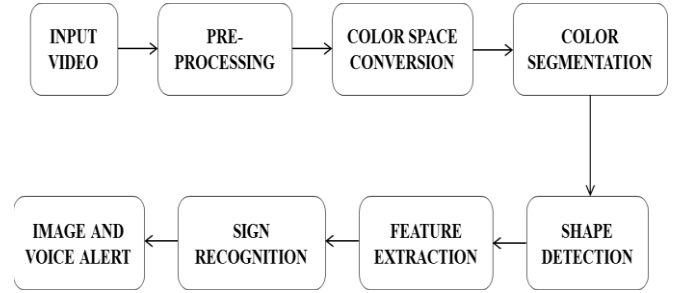 INPUT
VIDEO
PRE-
PROCESSING
COLOR SPACE
CONVERSION
COLOR
SEGMENTATION
IMAGE AND
VOICE ALERT
SIGN
RECOGNITION
FEATURE
EXTRACTION
SHAPE
DETECTION